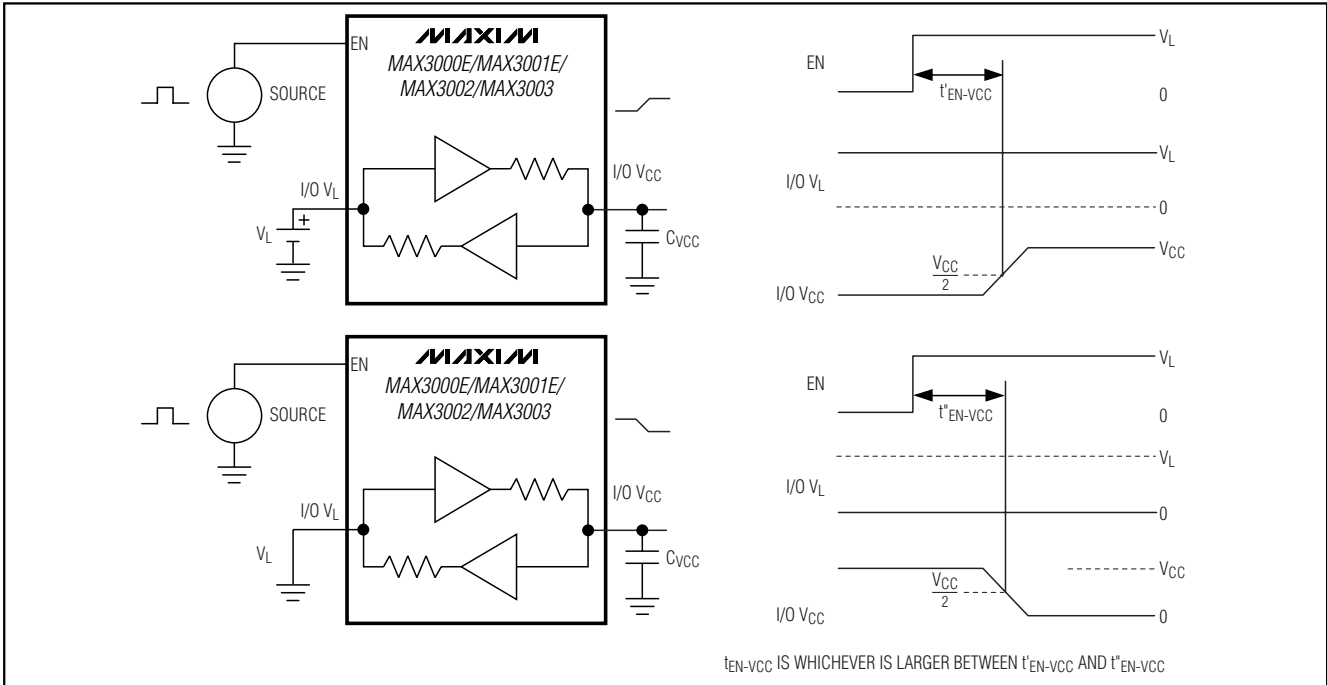 MAXIM
EN
MAX3000E/MAX3001E/
MAX3002/MAX3003
SOURCE
I/O VL
I/O VCC
VL
+
CVCC
EN
VL
t'EN-VCC
0
VL
I/O VL
0
VCC
VCC
2
I/O VCC
MAXIM
EN
MAX3000E/MAX3001E/
MAX3002/MAX3003
SOURCE
I/O VL
I/O VCC
VL
CVCC
VL
EN
t"EN-VCC
0
VL
I/O VL
0
VCC
VCC
2
I/O VCC
0
tEN-VCC IS WHICHEVER IS LARGER BETWEEN t'EN-VCC AND t"EN-VCC